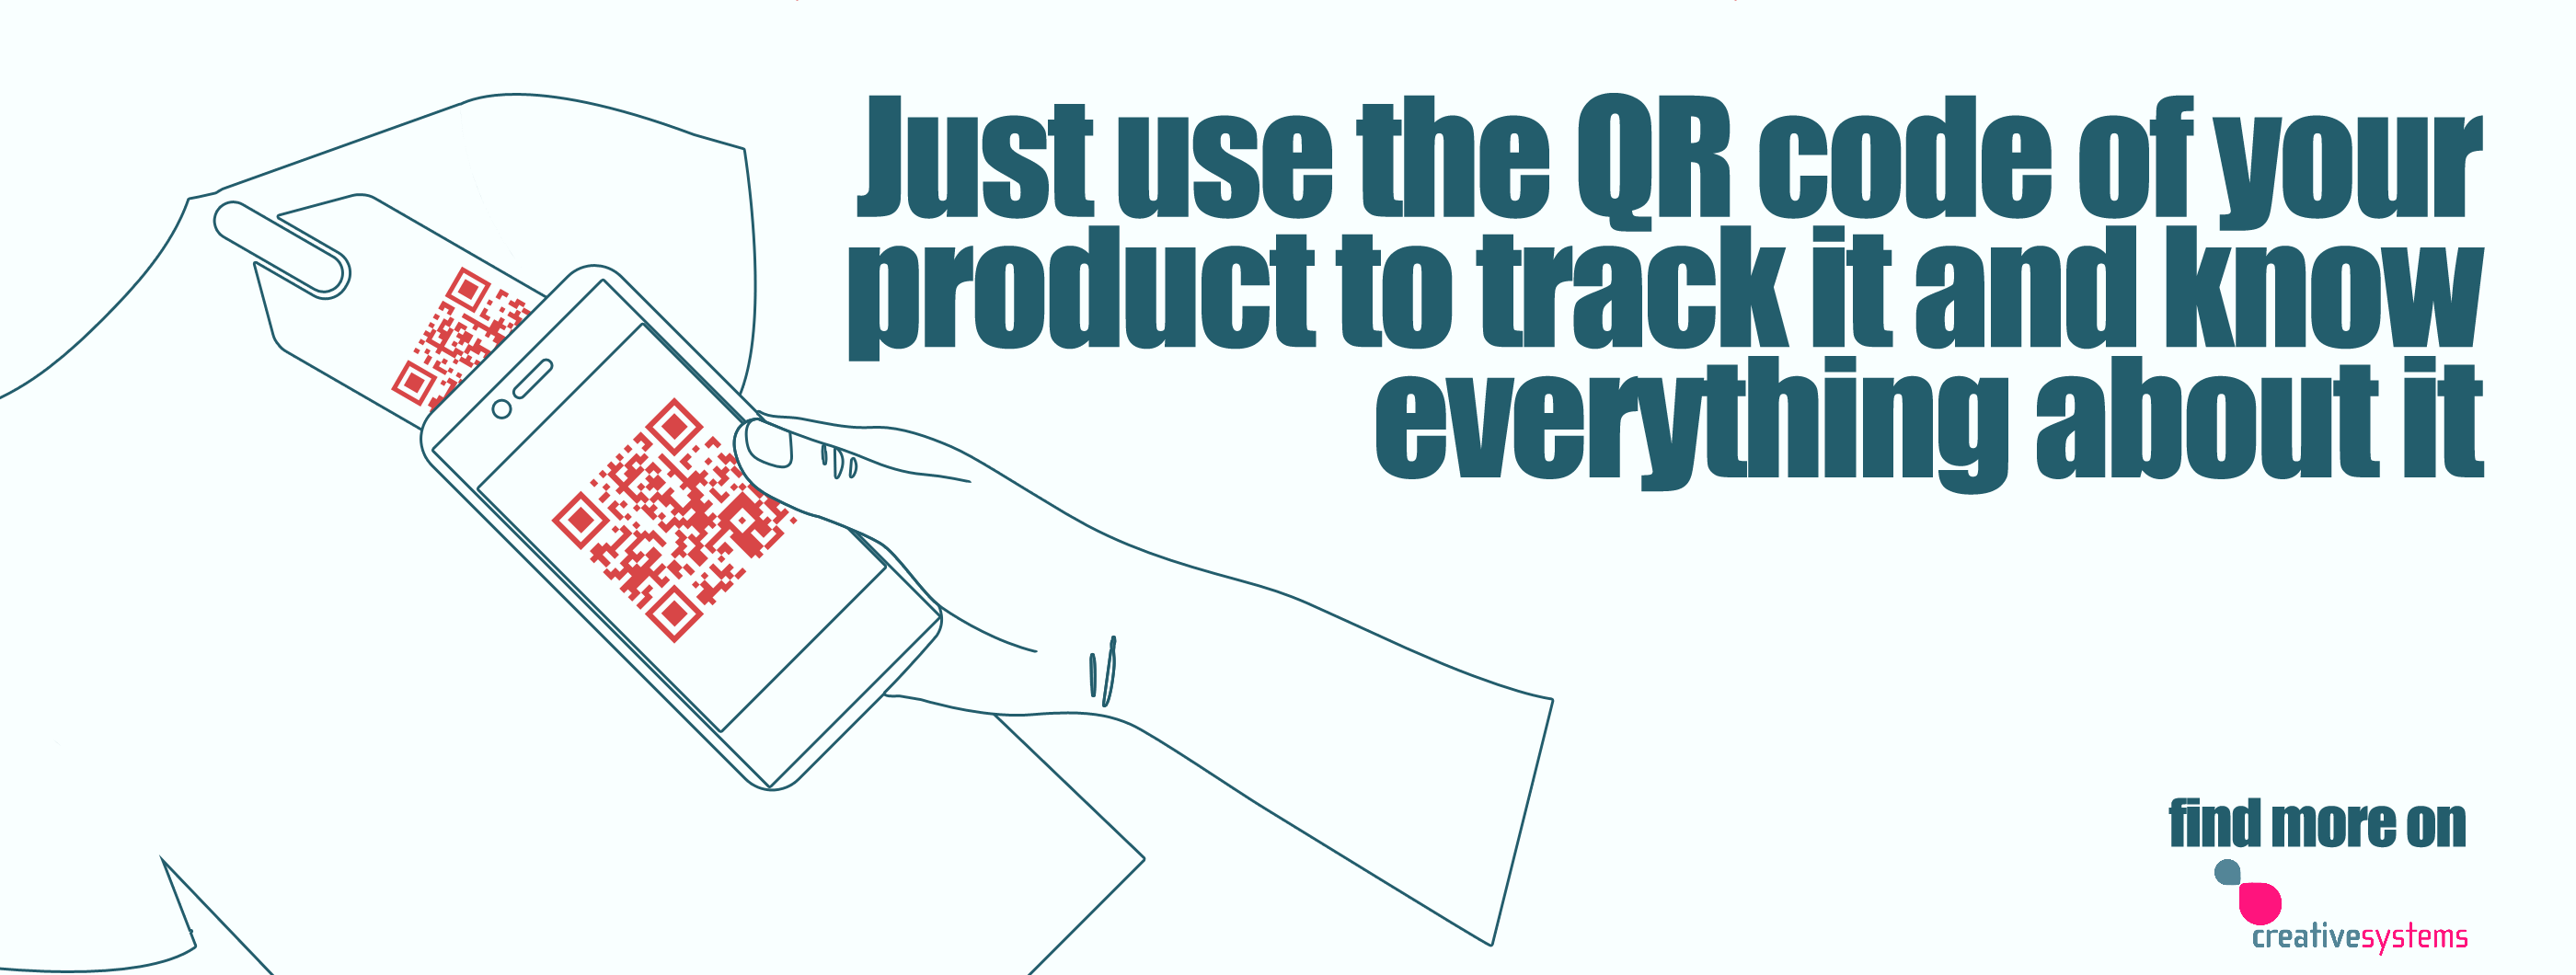 Just use the QR code of your
product to track it and know
everything about it
find more on
creativesystems